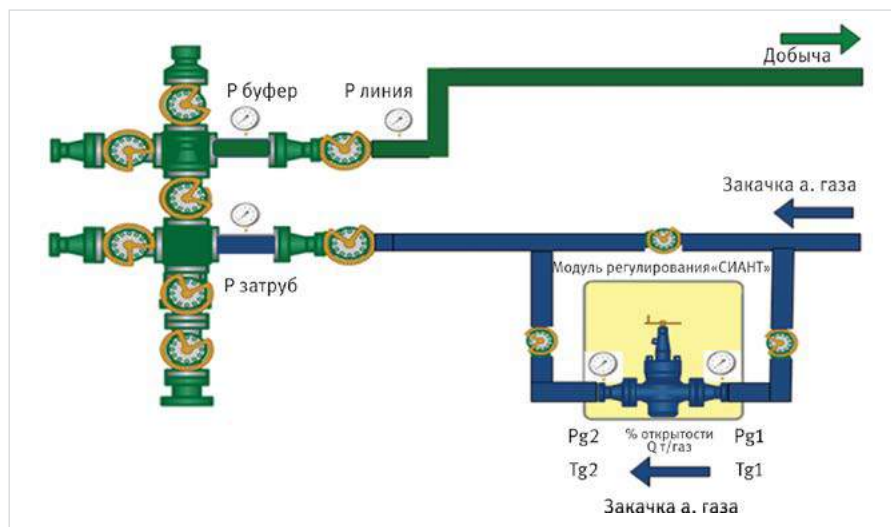 Добыча
P буфер
P линия
Закачка а. газа
Модуль регулирования«СИАНТ»
P затруб
Pg2
% открытости
Q т/газ
Pg1
Tg2
Tg1
Закачка а. газа